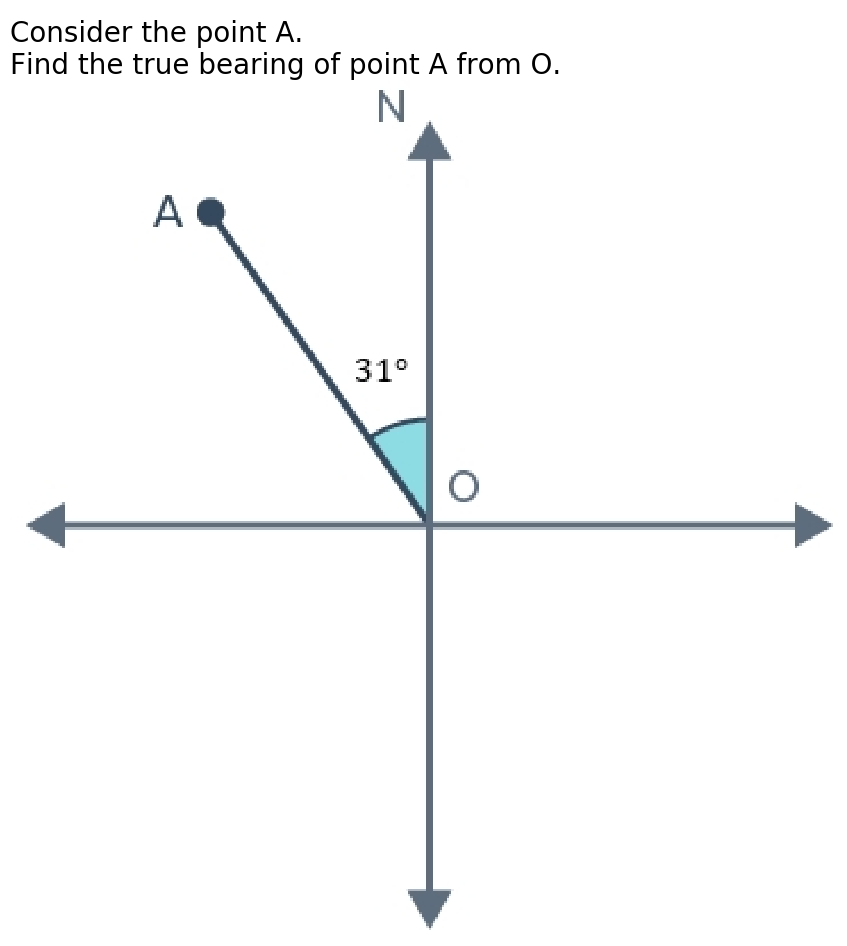 Consider the point A.
Find the true bearing of point A from O.
N
A
31°
O